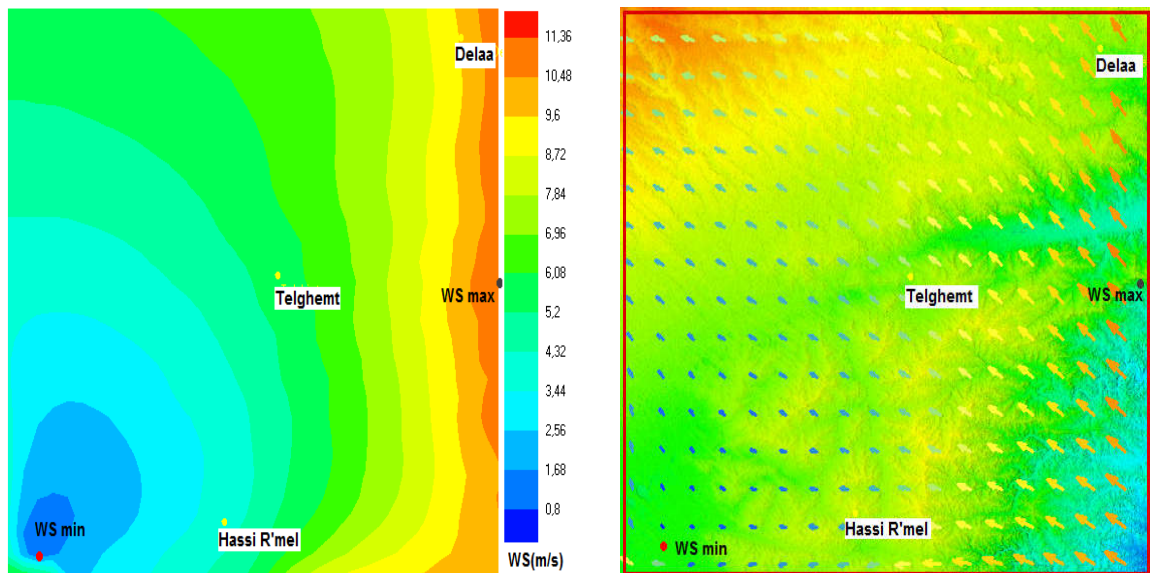 Delaa
Telghemt
WS max
WS min
Hassi R'mel
11,36
10,48
9,6
8,72
7,84
6,96
6,08
5,2
4,32
3,44
2,56
1,68
0,8
WS(m/s)
Delaa
Telghemt
WS max
Hassi R'mel
WS min